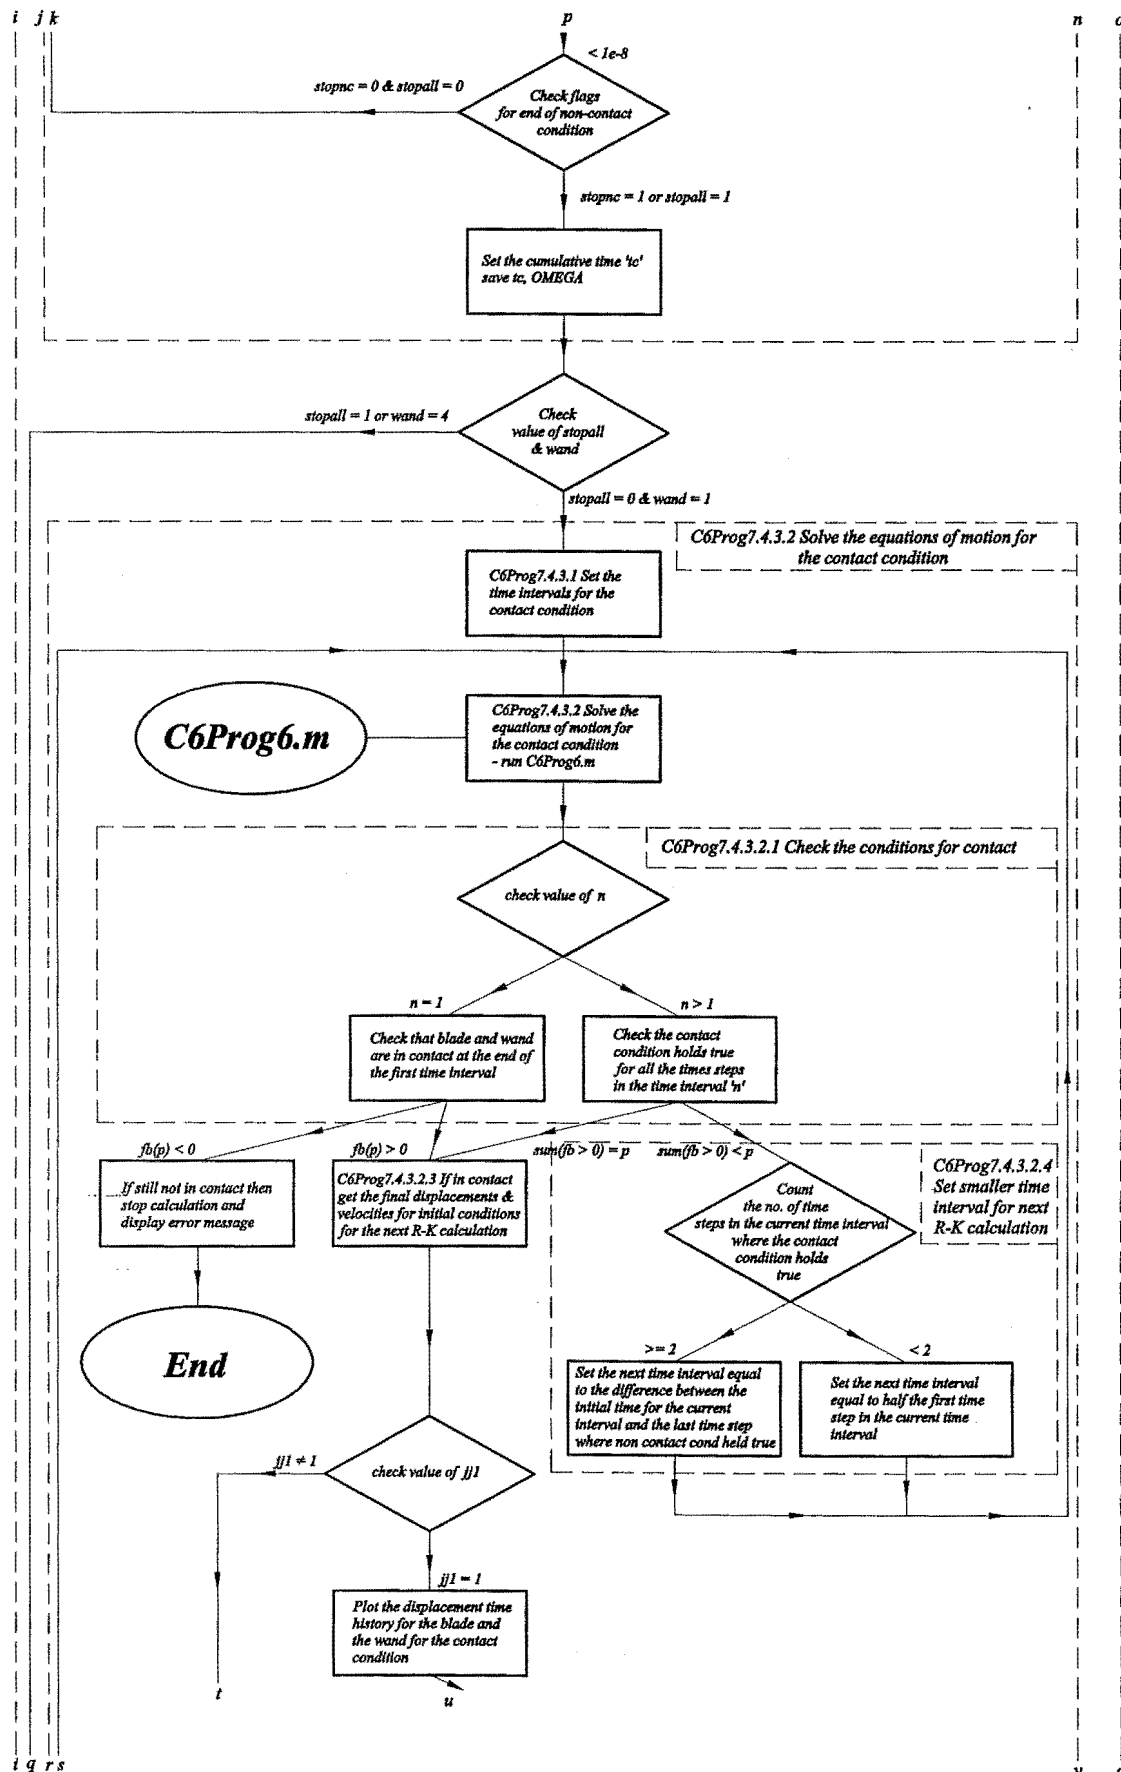 i j k p n o
< 1e-8
stopnc = 0 & stopall = 0
Check flags
for end of non-contact
condition
stopnc = 1 or stopall = 1
Set the cumulative time 'tc'
save tc, OMEGA
stopall = 1 or wand = 4
Check
value of stopall
& wand
stopall = 0 & wand = 1
C6Prog7.4.3.2 Solve the equations of motion for
the contact condition
C6Prog7.4.3.1 Set the
time intervals for the
contact condition
C6Prog6.m
C6Prog7.4.3.2 Solve the
equations of motion for
the contact condition
- run C6Prog6.m
C6Prog7.4.3.2.1 Check the conditions for contact
check value of n
n = 1
n > 1
Check that blade and wand
are in contact at the end of
the first time interval
Check the contact
condition holds true
for all the times steps
in the time interval 'n'
fb(p) < 0
fb(p) > 0
sum(fb > 0) = p
sum(fb > 0) < p
If still not in contact then
stop calculation and
display error message
C6Prog7.4.3.2.3 If in contact
get the final displacements &
velocities for initial conditions
for the next R-K calculation
Count
the no. of time
steps in the current time interval
where the contact
condition holds
true
C6Prog7.4.3.2.4
Set smaller time
interval for next
R-K calculation
End
>= 2
< 2
Set the next time interval equal
to the difference between the
initial time for the current
interval and the last time step
where non contact cond held true
Set the next time interval
equal to half the first time
step in the current time
interval
jj1 ≠ 1
check value of jj1
jj1 = 1
Plot the displacement time
history for the blade and
the wand for the contact
condition
t
u
i q r s v o